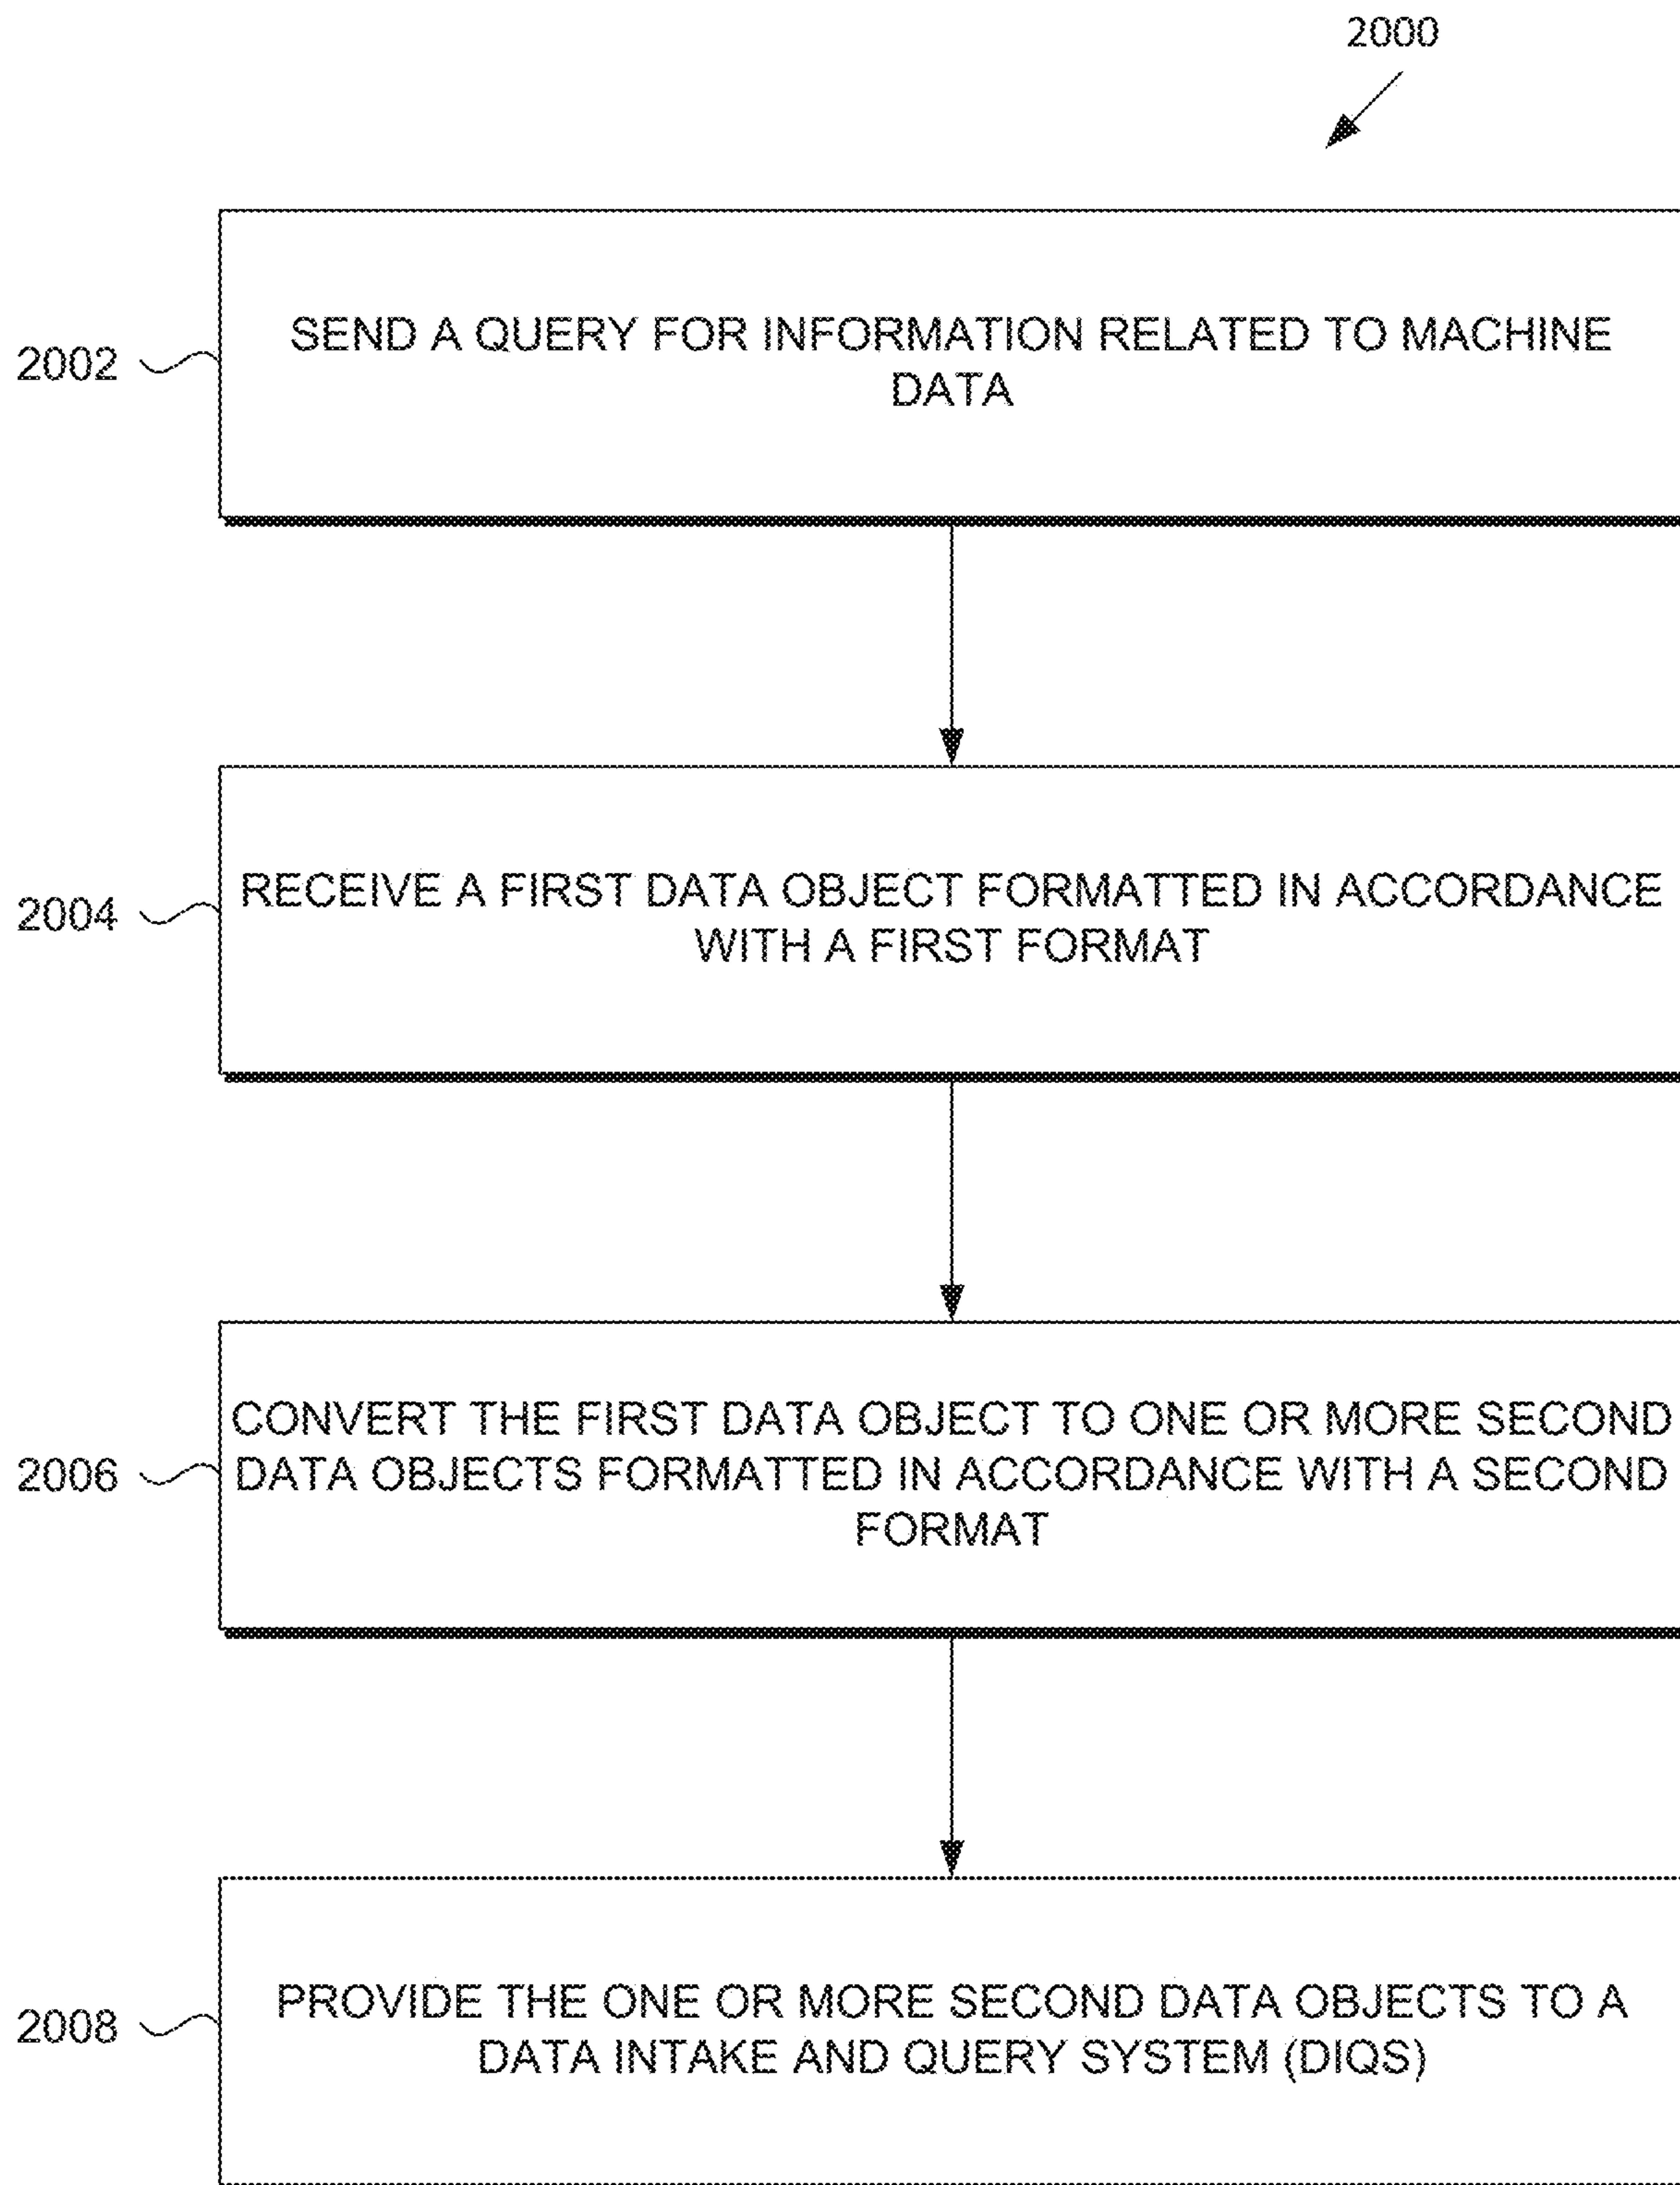 2000
2002
SEND A QUERY FOR INFORMATION RELATED TO MACHINE
DATA
2004
RECEIVE A FIRST DATA OBJECT FORMATTED IN ACCORDANCE
WITH A FIRST FORMAT
2006
CONVERT THE FIRST DATA OBJECT TO ONE OR MORE SECOND
DATA OBJECTS FORMATTED IN ACCORDANCE WITH A SECOND
FORMAT
2008
PROVIDE THE ONE OR MORE SECOND DATA OBJECTS TO A
DATA INTAKE AND QUERY SYSTEM (DIQS)